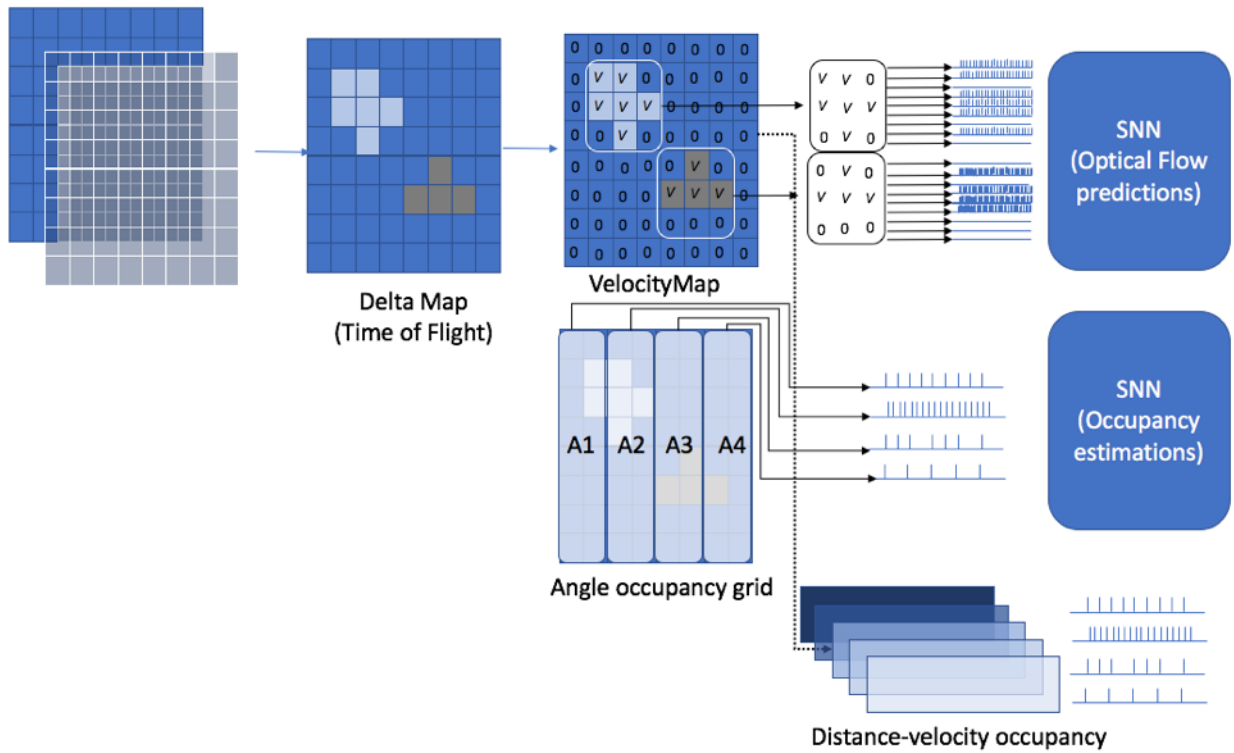 0 0 0 0 0 0 0 0
0 V V 0 0 0 0 0
0 V V V 0 0 0 0
0 0 V 0 0 0 0 0
0 0 0 0 0 V 0 0
0 0 0 0 V V V 0
0 0 0 0 0 0 0 0
0 0 0 0 0 0 0 0
V V 0
V V V
0 V 0
0 V 0
V V V
0 0 0
SNN
(Optical Flow
predictions)
Delta Map
(Time of Flight)
VelocityMap
A1 A2 A3 A4
Angle occupancy grid
SNN
(Occupancy
estimations)
Distance-velocity occupancy